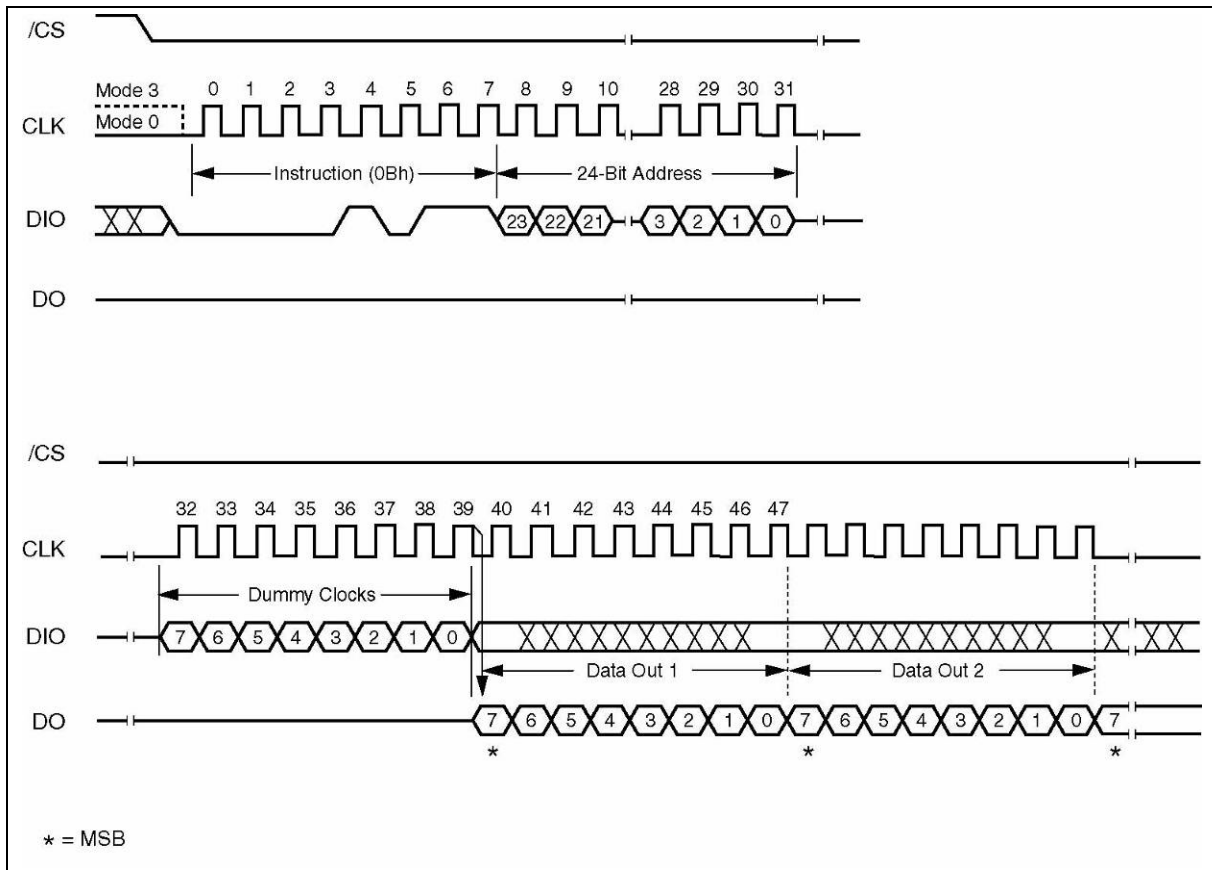 /CS
Mode 3 0 1 2 3 4 5 6 7 8 9 10 28 29 30 31
CLK Mode 0
Instruction (0Bh) 24-Bit Address
DIO 23 22 21 3 2 1 0
DO
/CS
32 33 34 35 36 37 38 39 40 41 42 43 44 45 46 47
CLK
Dummy Clocks
DIO 7 6 5 4 3 2 1 0
Data Out 1 Data Out 2
DO 7 6 5 4 3 2 1 0 7 6 5 4 3 2 1 0 7
* * *
* = MSB